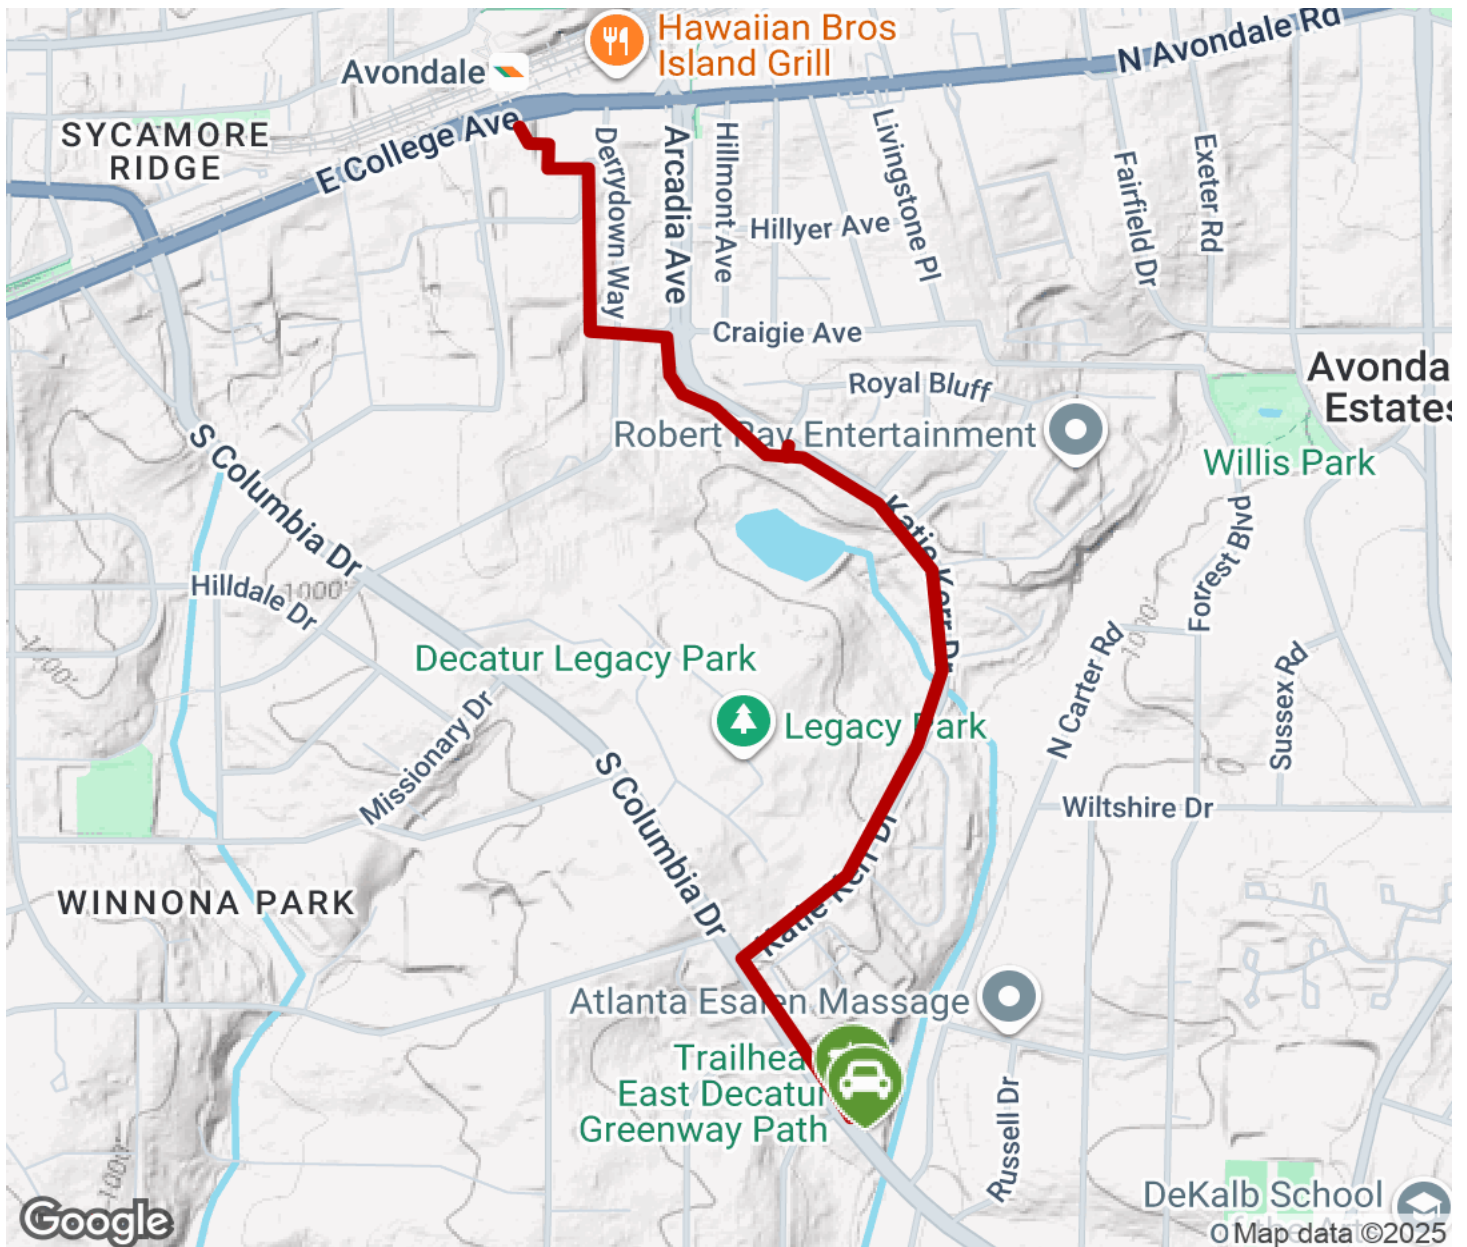 Hawaiian Bros
Island Grill
N Avondale Rd
Avondale
SYCAMORE
RIDGE
E College Ave
Derrydown Way
Arcadia Ave
Hillmont Ave
Livingstone Pl
Fairfield Dr
Exeter Rd
Hillyer Ave
Craigie Ave
Royal Bluff
Avonda
Estates
Robert Ray Entertainment
Willis Park
S Columbia Dr
Katie Kerr Dr
Forrest Blvd
Hilldale Dr
1000'
1000'
1000'
N Carter Rd
Sussex Rd
Decatur Legacy Park
Legacy Park
Missionary Dr
S Columbia Dr
Wiltshire Dr
Katie Kerr Dr
WINNONA PARK
Atlanta Esalen Massage
Trailhea
East Decatur
Greenway Path
Russell Dr
1000'
DeKalb School
Google
Map data ©2025